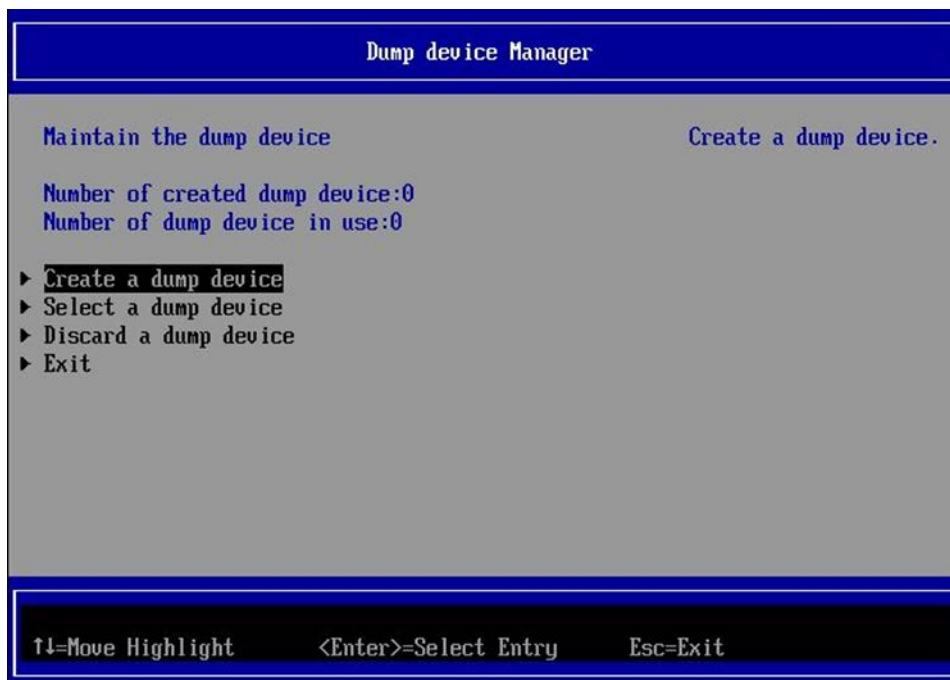 Dump device Manager
Maintain the dump device
Create a dump device.
Number of created dump device:0
Number of dump device in use:0
Create a dump device
Select a dump device
Discard a dump device
Exit
↑↓=Move Highlight <Enter>=Select Entry Esc=Exit